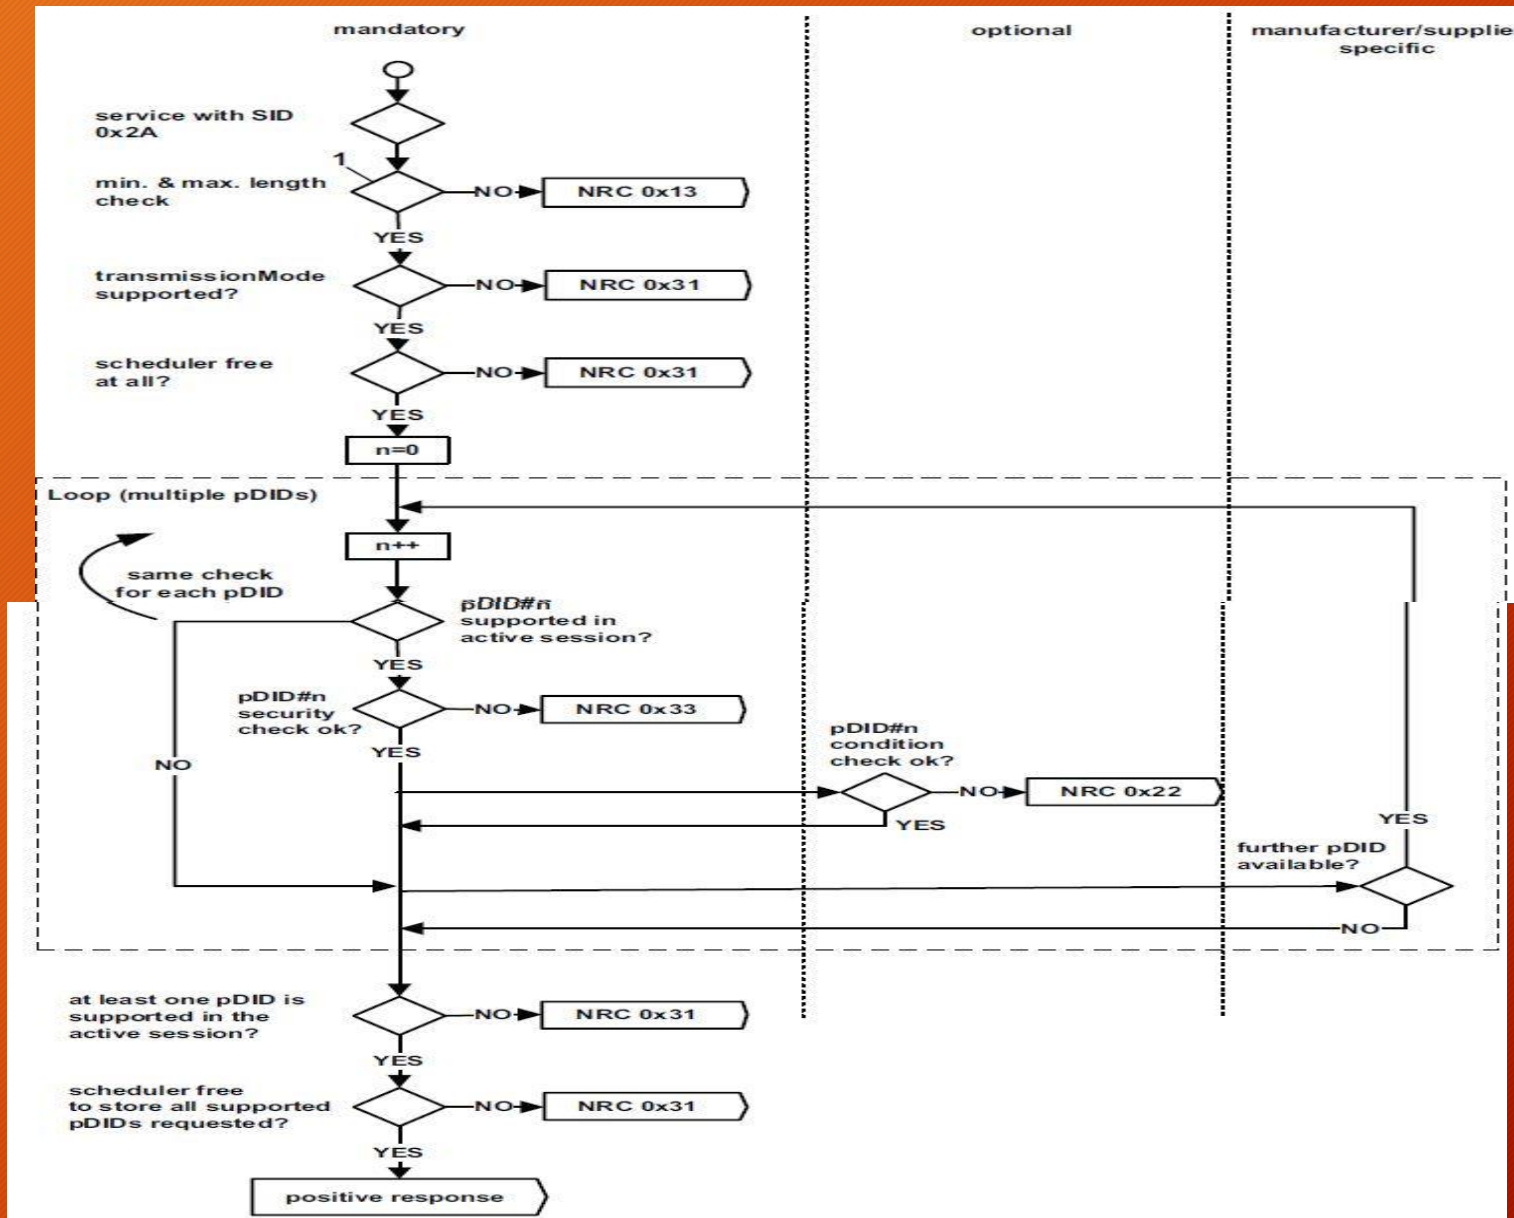 mandatory
optional
manufacturer/supplie
specific
service with SID
0x2A
1
min. & max. length
check
NO
NRC 0x13
YES
transmissionMode
supported?
NO
NRC 0x31
YES
scheduler free
at all?
NO
NRC 0x31
YES
n=0
Loop (multiple pDIDs)
n++
same check
for each pDID
pDID#n
supported in
active session?
YES
pDID#n
security
check ok?
NO
NRC 0x33
YES
NO
pDID#n
condition
check ok?
NO
NRC 0x22
YES
YES
further pDID
available?
NO
at least one pDID is
supported in the
active session?
NO
NRC 0x31
YES
scheduler free
to store all supported
pDIDs requested?
NO
NRC 0x31
YES
positive response